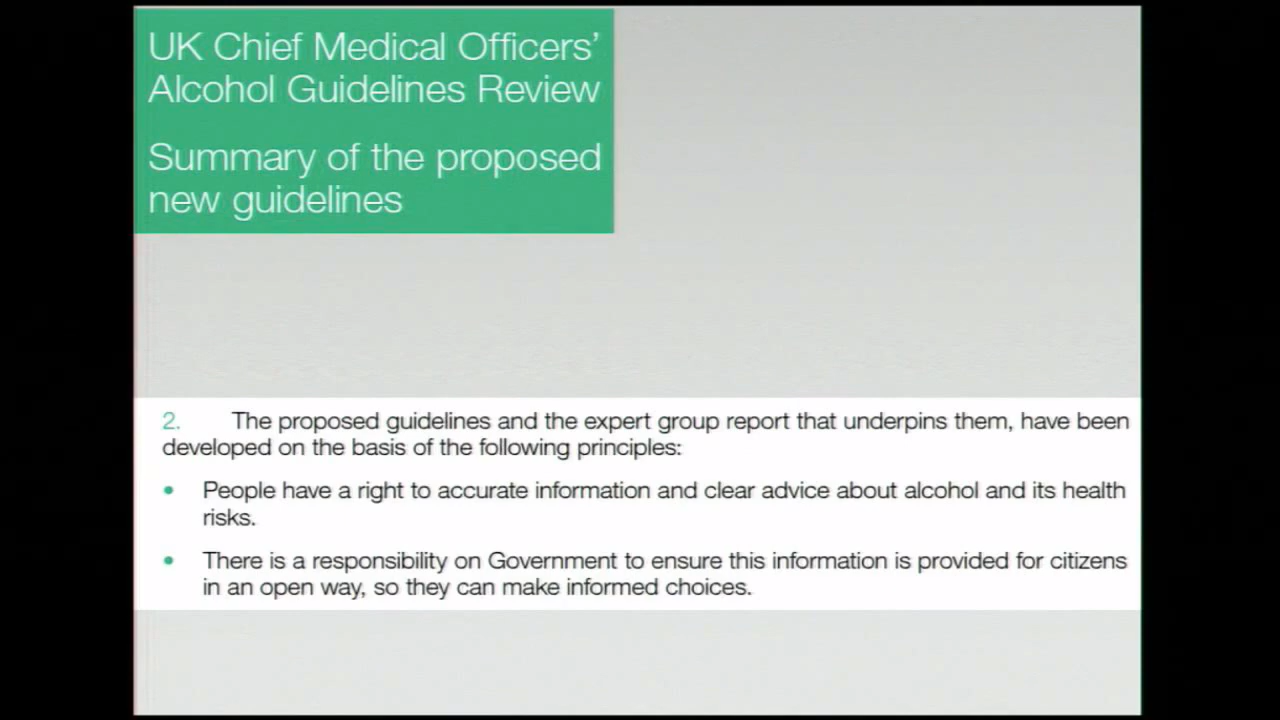 UK Chief Medical Officers’
Alcohol Guidelines Review
Summary of the proposed
new guidelines
2. The proposed guidelines and the expert group report that underpins them, have been
developed on the basis of the following principles:
• People have a right to accurate information and clear advice about alcohol and its health
risks.
• There is a responsibility on Government to ensure this information is provided for citizens
in an open way, so they can make informed choices.